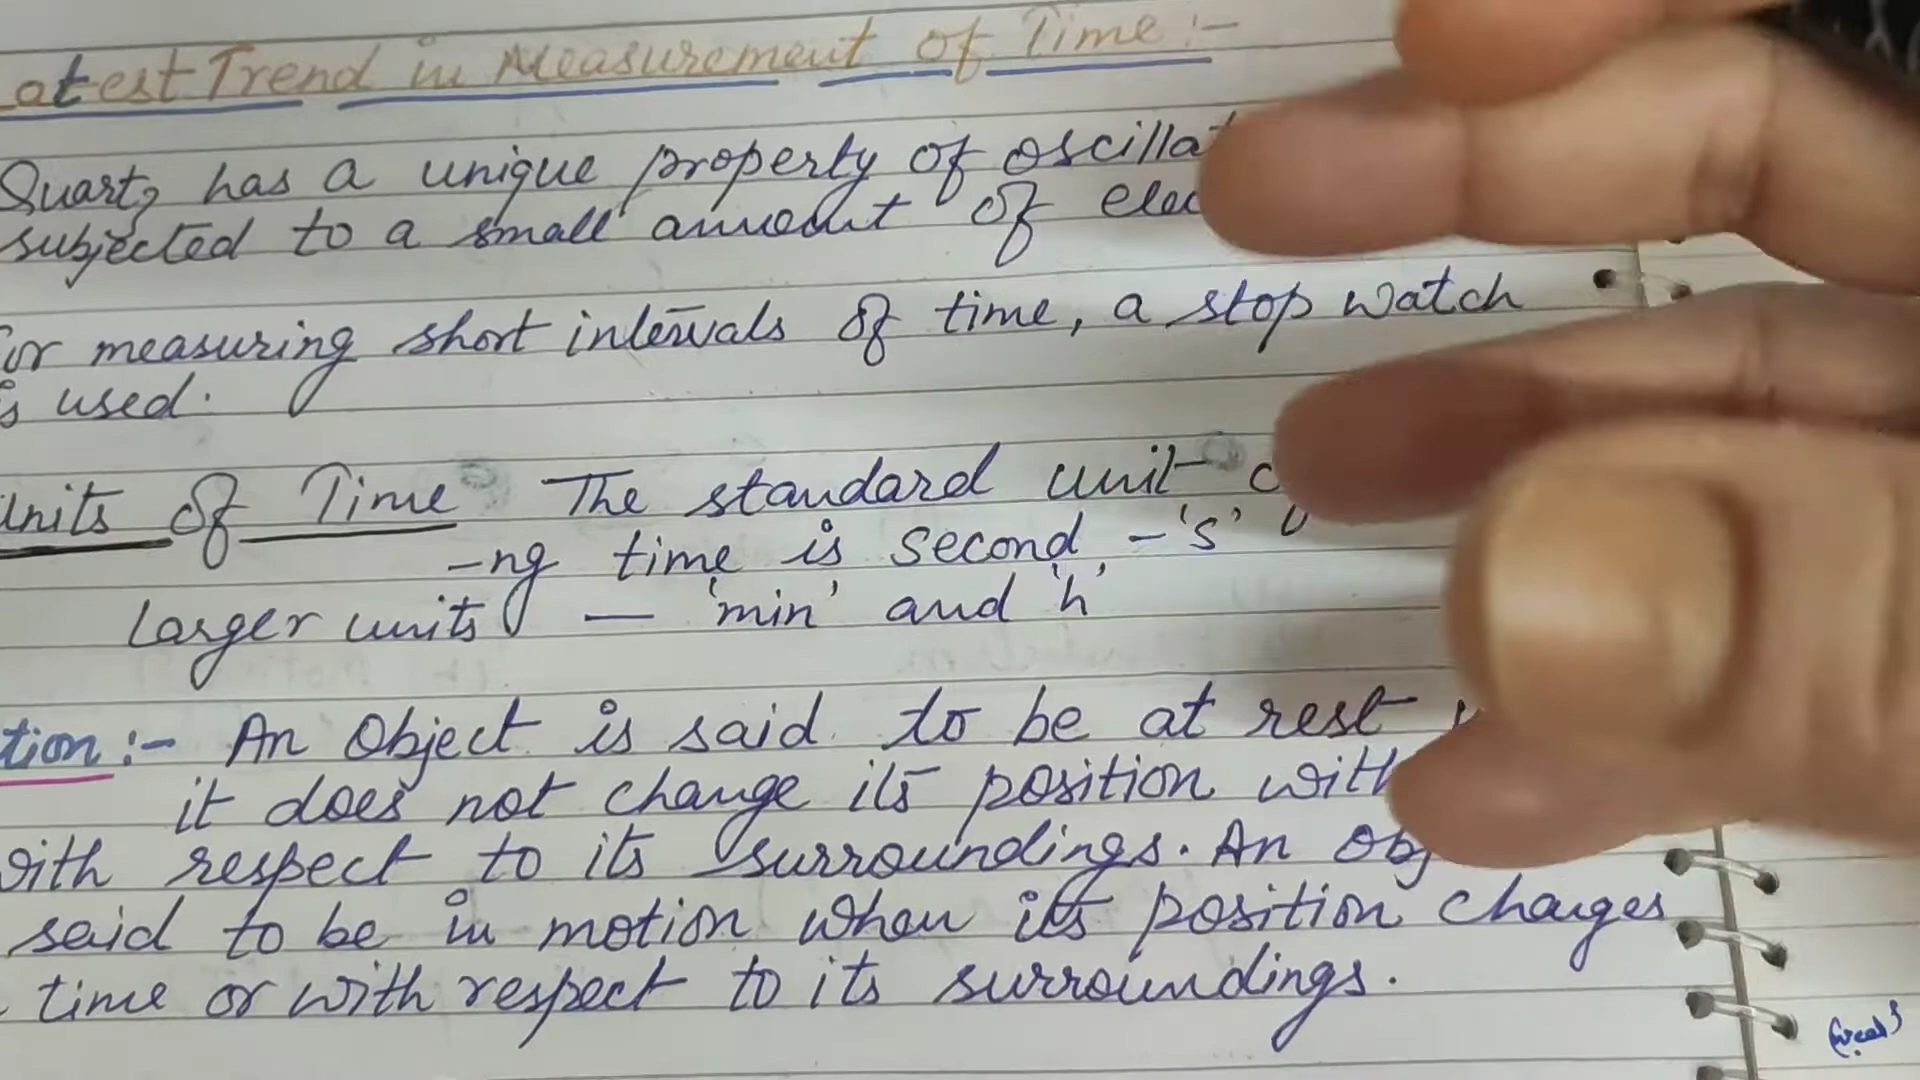 atest Trend in Measurement of Time :-
Quartz has a unique property of oscillat
subjected to a small amount of elec
for measuring short intervals of time, a stop watch
is used.
Units of Time The standard unit
-ng time is second - 's'
Larger units — 'min' and 'h'
tion :- An Object is said to be at rest
it does not change its position with
with respect to its surroundings. An obj
said to be in motion when its position changes
time or with respect to its surroundings.